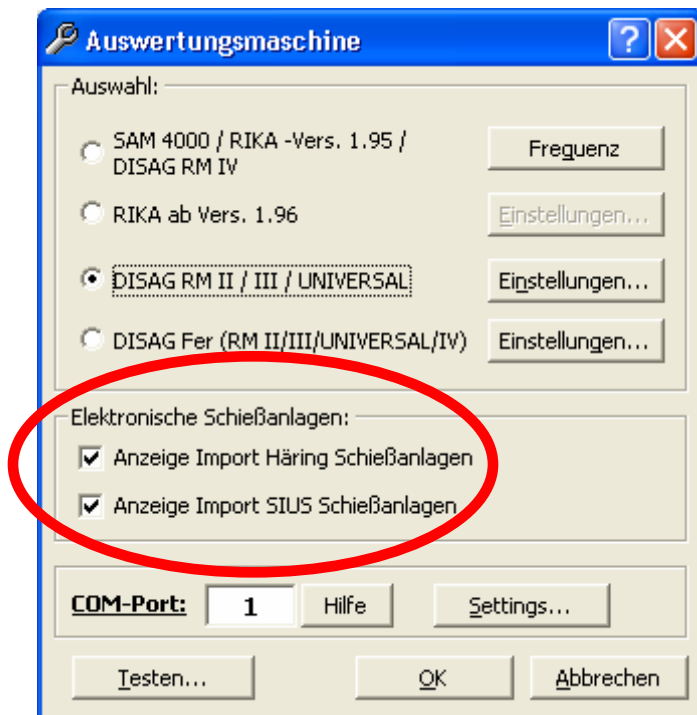 Auswertungsmaschine
Auswahl:
SAM 4000 / RIKA -Vers. 1.95 /
DISAG RM IV
Frequenz
RIKA ab Vers. 1.96
Einstellungen...
DISAG RM II / III / UNIVERSAL
Einstellungen...
DISAG Fer (RM II/III/UNIVERSAL/IV)
Einstellungen...
Elektronische Schießanlagen:
Anzeige Import Häring Schießanlagen
Anzeige Import SIUS Schießanlagen
COM-Port:
1
Hilfe
Settings...
Testen...
OK
Abbrechen